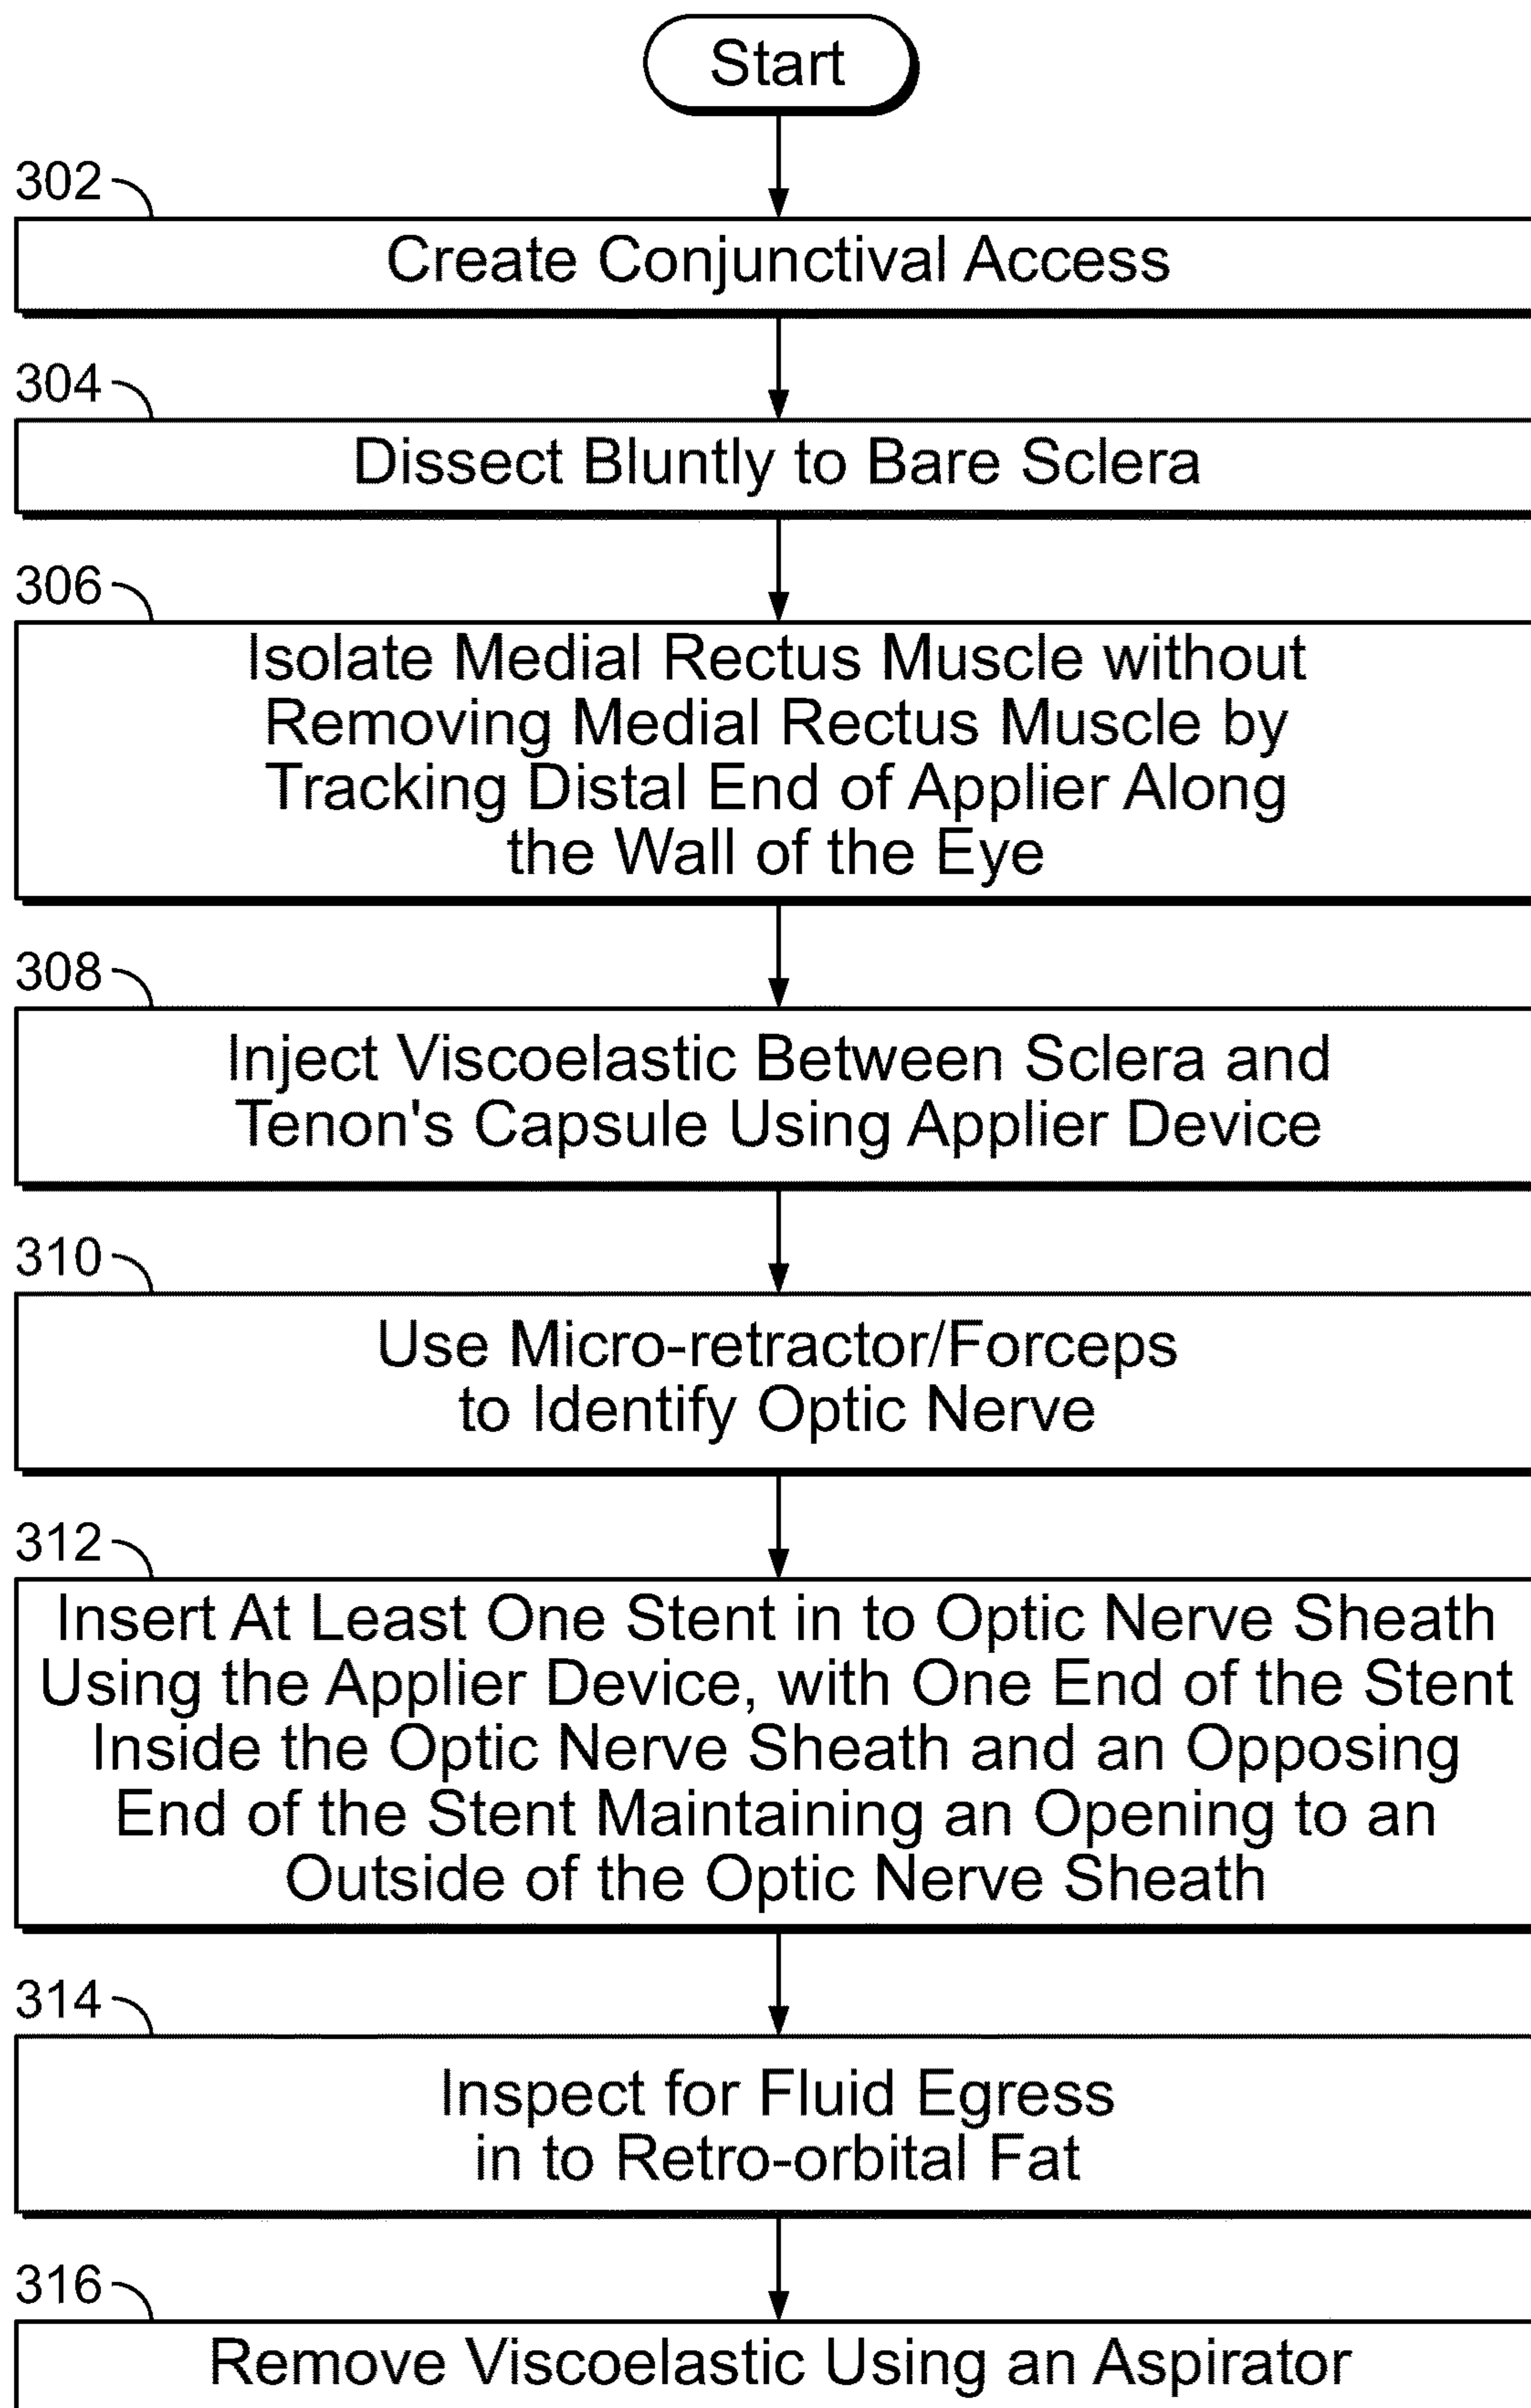 Start
302
Create Conjunctival Access
304
Dissect Bluntly to Bare Sclera
306
Isolate Medial Rectus Muscle without
Removing Medial Rectus Muscle by
Tracking Distal End of Applier Along
the Wall of the Eye
308
Inject Viscoelastic Between Sclera and
Tenon's Capsule Using Applier Device
310
Use Micro-retractor/Forceps
to Identify Optic Nerve
312
Insert At Least One Stent in to Optic Nerve Sheath
Using the Applier Device, with One End of the Stent
Inside the Optic Nerve Sheath and an Opposing
End of the Stent Maintaining an Opening to an
Outside of the Optic Nerve Sheath
314
Inspect for Fluid Egress
in to Retro-orbital Fat
316
Remove Viscoelastic Using an Aspirator